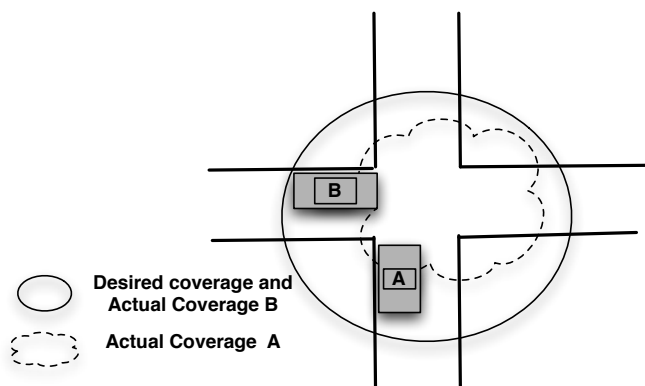 B
A
Desired coverage and
Actual Coverage B
Actual Coverage A